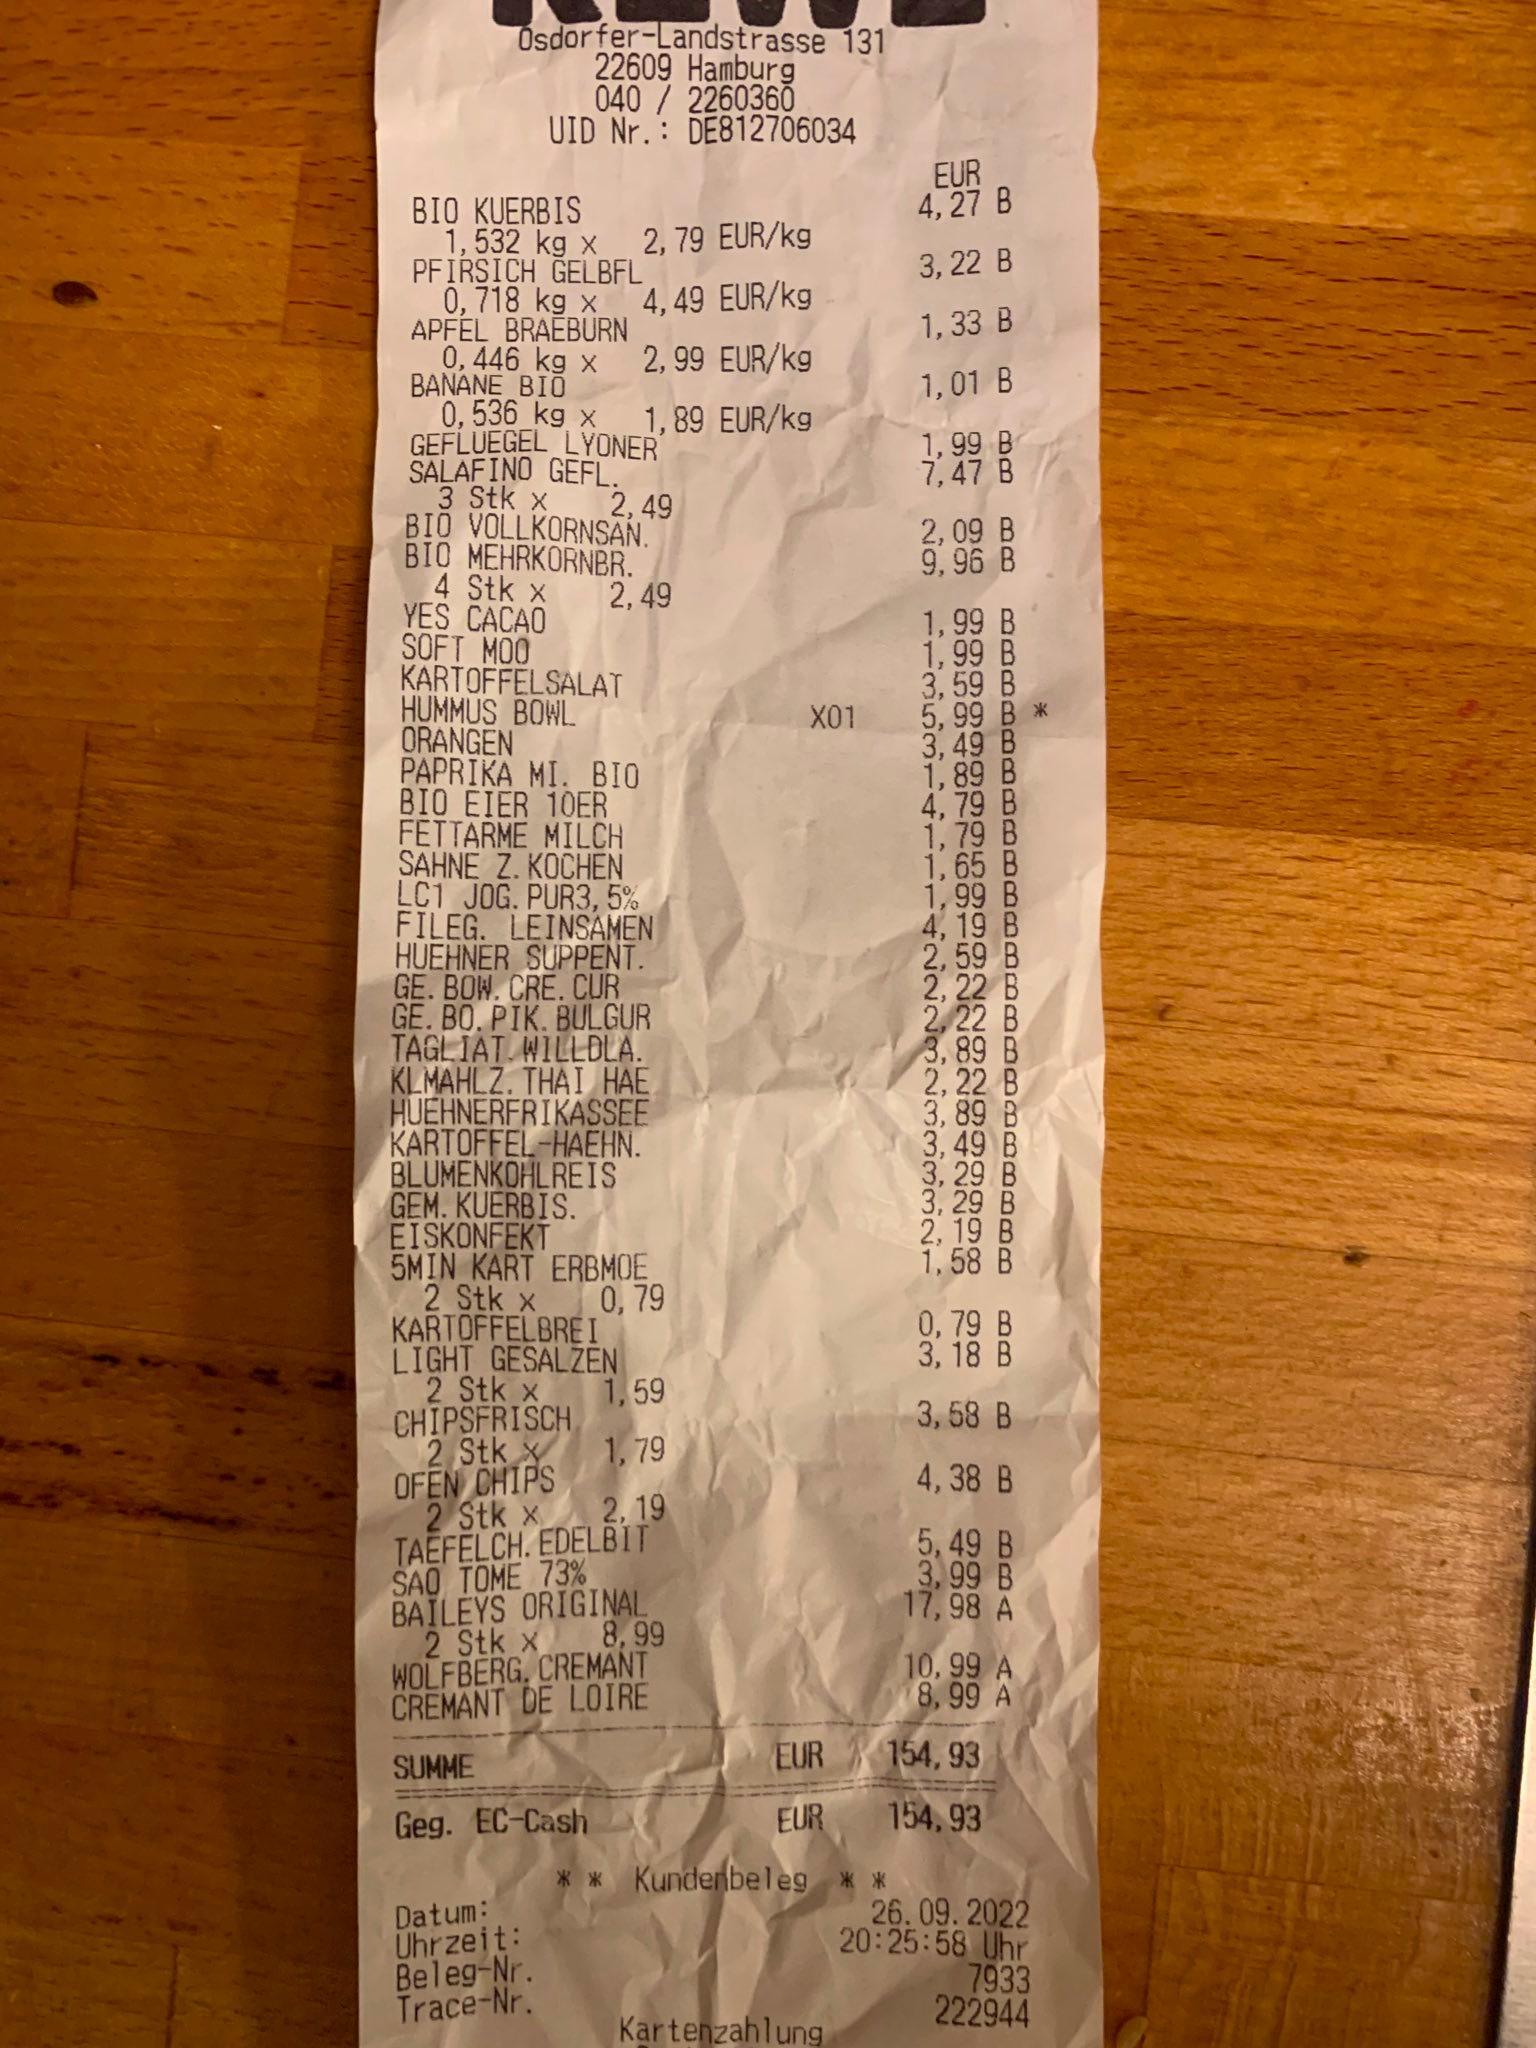 REWE
Osdorfer-Landstrasse 131
22609 Hamburg
040 / 2260360
UID Nr.: DE812706034
EUR
BIO KUERBIS 4,27 B
1,532 kg x 2,79 EUR/kg
PFIRSICH GELBFL 3,22 B
0,718 kg x 4,49 EUR/kg
APFEL BRAEBURN 1,33 B
0,446 kg x 2,99 EUR/kg
BANANE BIO 1,01 B
0,536 kg x 1,89 EUR/kg
GEFLUEGEL LYONER 1,99 B
SALAFINO GEFL. 7,47 B
3 Stk x 2,49
BIO VOLLKORNSAN. 2,09 B
BIO MEHRKORNBR. 9,96 B
4 Stk x 2,49
YES CACAO 1,99 B
SOFT MOO 1,99 B
KARTOFFELSALAT 3,59 B
HUMMUS BOWL X01 5,99 B *
ORANGEN 3,49 B
PAPRIKA MI. BIO 1,89 B
BIO EIER 10ER 4,79 B
FETTARME MILCH 1,79 B
SAHNE Z.KOCHEN 1,65 B
LC1 JOG.PUR3,5% 1,99 B
FILEG. LEINSAMEN 4,19 B
HUEHNER SUPPENT. 2,59 B
GE.BOW.CRE.CUR 2,22 B
GE.BO.PIK.BULGUR 2,22 B
TAGLIAT.WILLDLA. 3,89 B
KLMAHLZ.THAI HAE 2,22 B
HUEHNERFRIKASSEE 3,89 B
KARTOFFEL-HAEHN. 3,49 B
BLUMENKOHLREIS 3,29 B
GEM.KUERBIS. 3,29 B
EISKONFEKT 2,19 B
5MIN KART ERBMOE 1,58 B
2 Stk x 0,79
KARTOFFELBREI 0,79 B
LIGHT GESALZEN 3,18 B
2 Stk x 1,59
CHIPSFRISCH 3,58 B
2 Stk x 1,79
OFEN CHIPS 4,38 B
2 Stk x 2,19
TAEFELCH.EDELBIT 5,49 B
SAO TOME 73% 3,99 B
BAILEYS ORIGINAL 17,98 A
2 Stk x 8,99
WOLFBERG.CREMANT 10,99 A
CREMANT DE LOIRE 8,99 A
SUMME EUR 154,93
Geg. EC-Cash EUR 154,93
* * Kundenbeleg * *
Datum: 26.09.2022
Uhrzeit: 20:25:58 Uhr
Beleg-Nr. 7933
Trace-Nr. 222944
Kartenzahlung